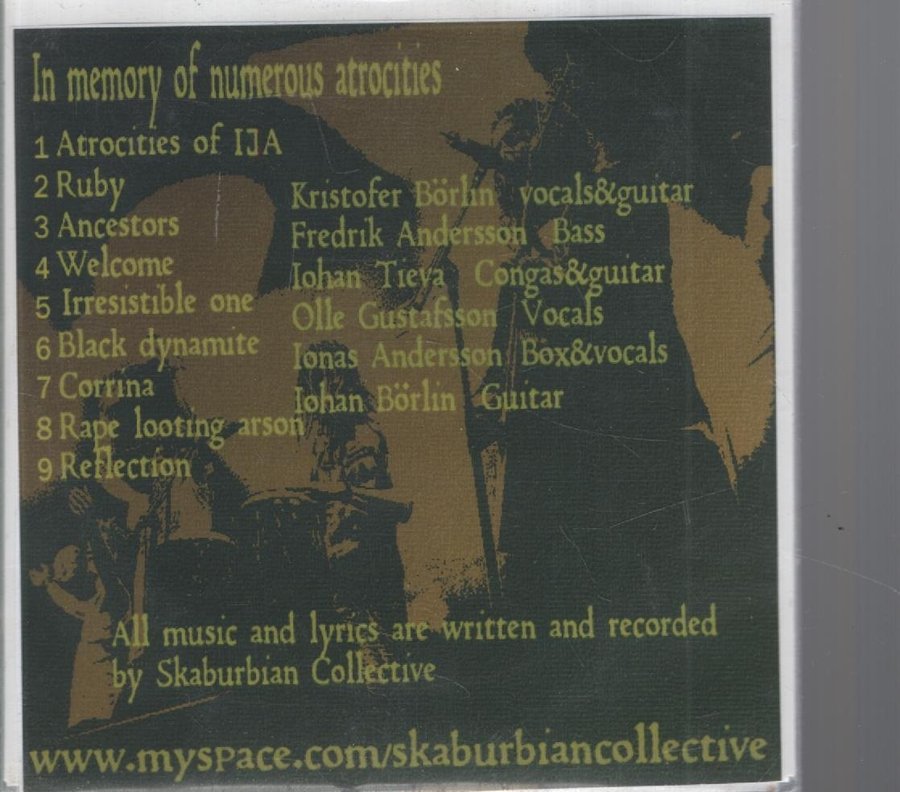 In memory of numerous atrocities
1 Atrocities of IJA
2 Ruby
3 Ancestors
4 Welcome
5 Irresistible one
6 Black dynamite
7 Corrina
8 Rape looting arson
9 Reflection
Kristofer Börlin vocals&guitar
Fredrik Andersson Bass
Iohan Tieva Congas&guitar
Olle Gustafsson Vocals
Ionas Andersson Box&vocals
Iohan Börlin Guitar
All music and lyrics are written and recorded
by Skaburbian Collective
www.myspace.com/skaburbiancollective